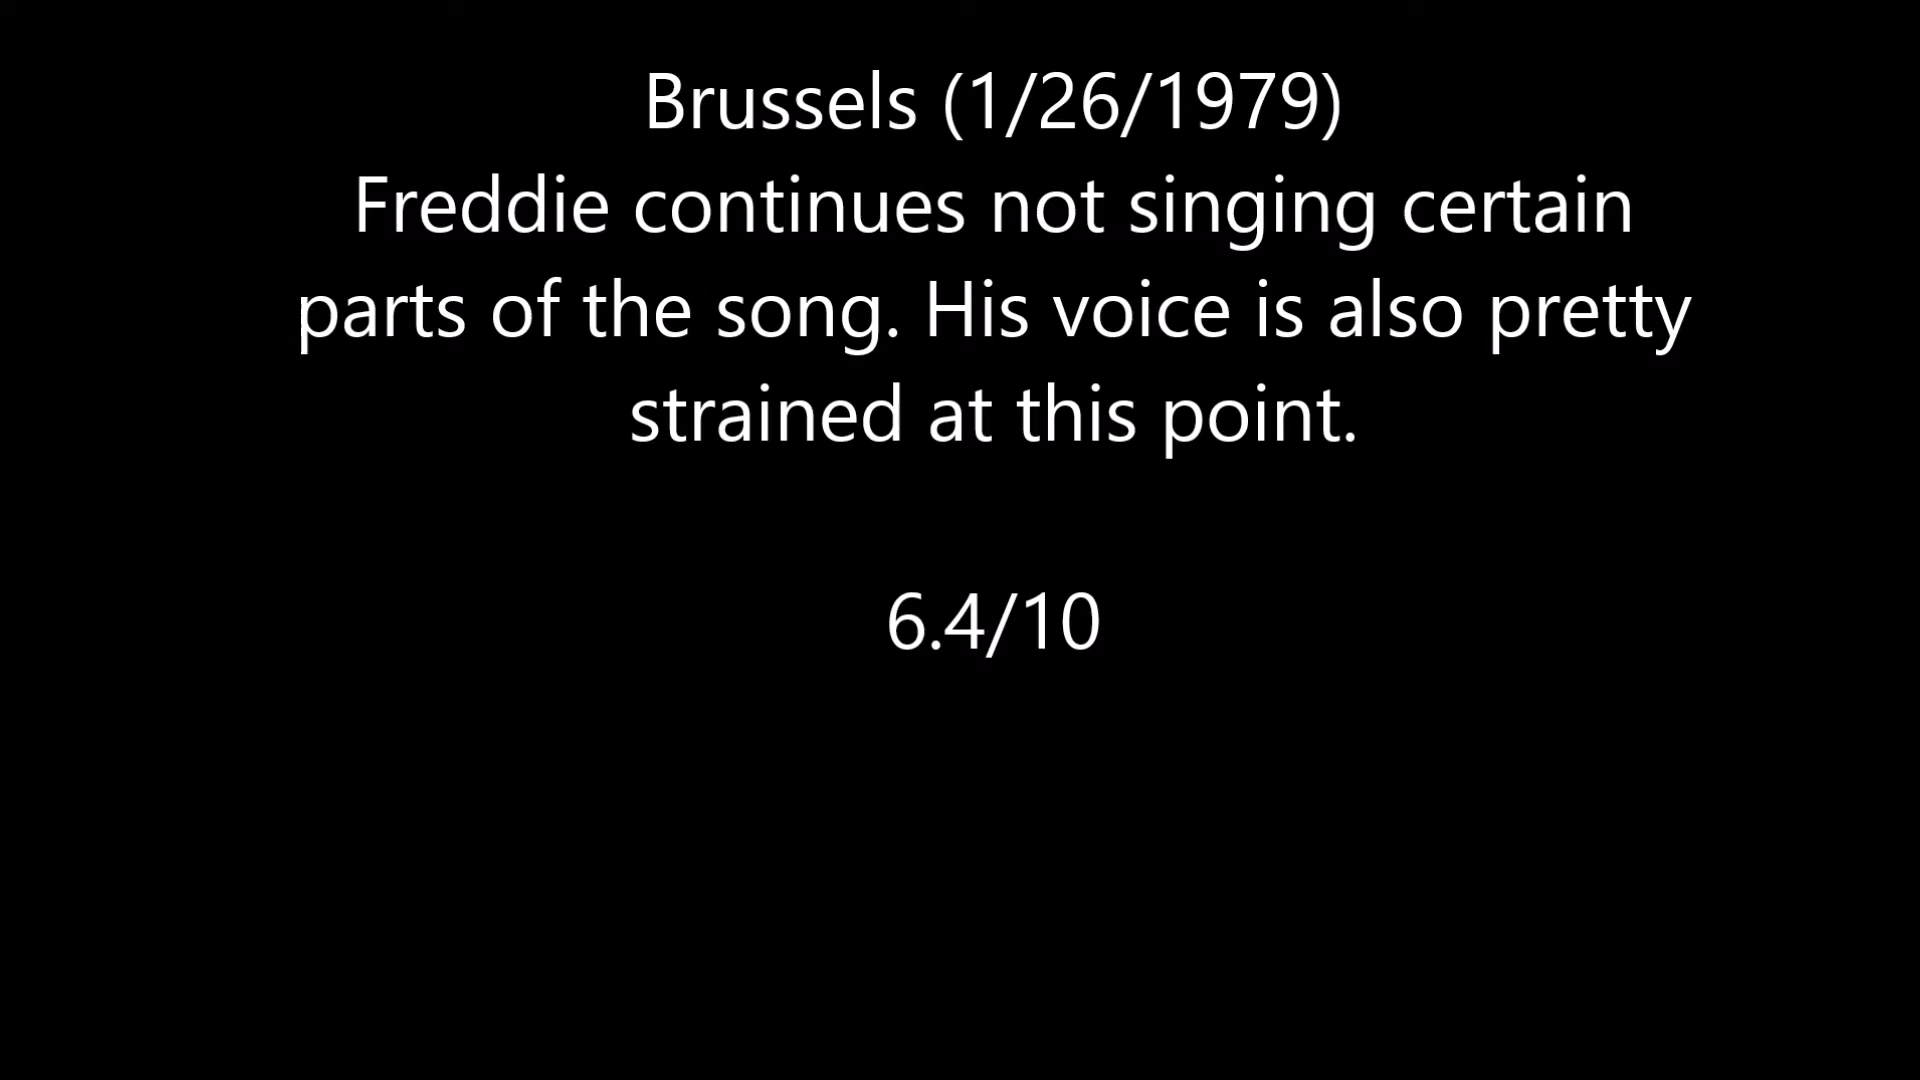 Brussels (1/26/1979)
Freddie continues not singing certain
parts of the song. His voice is also pretty
strained at this point.
6.4/10